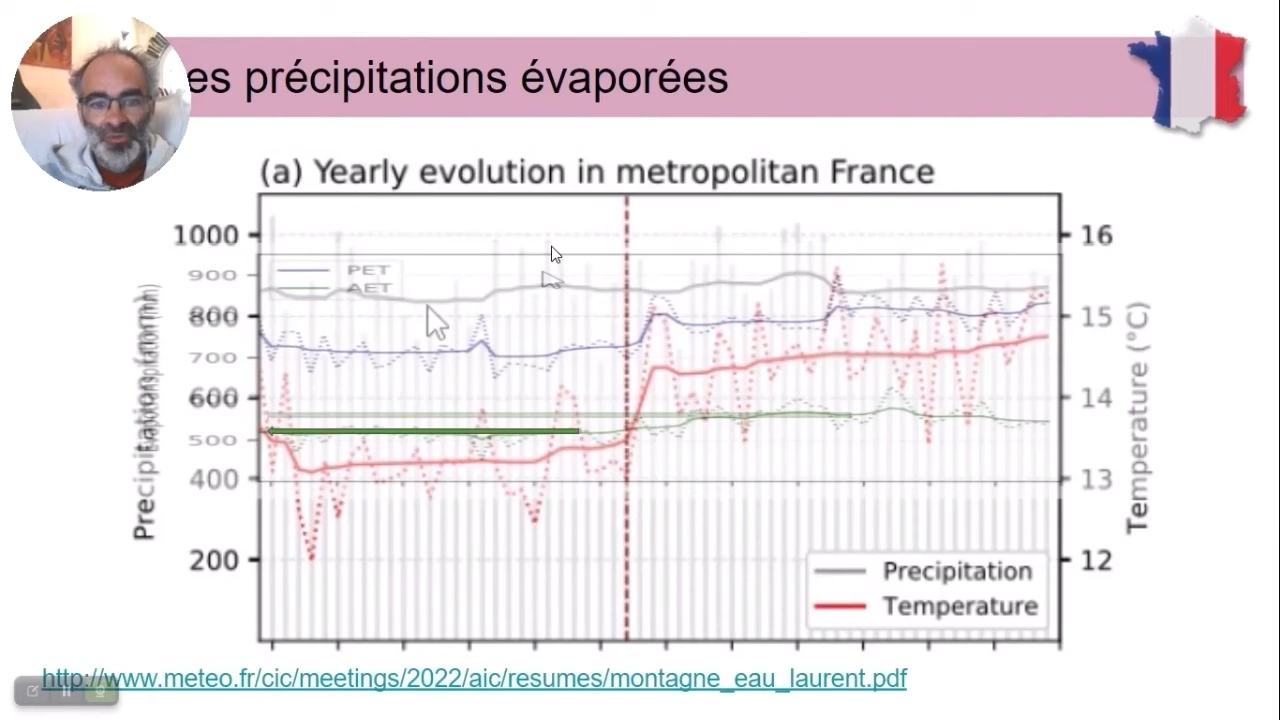 es précipitations évaporées
(a) Yearly evolution in metropolitan France
1000
900
800
700
600
500
400
200
PET
AET
16
15
14
13
12
Precipitation (mm)
Temperature (°C)
Precipitation
Temperature
http://www.meteo.fr/cic/meetings/2022/aic/resumes/montagne_eau_laurent.pdf